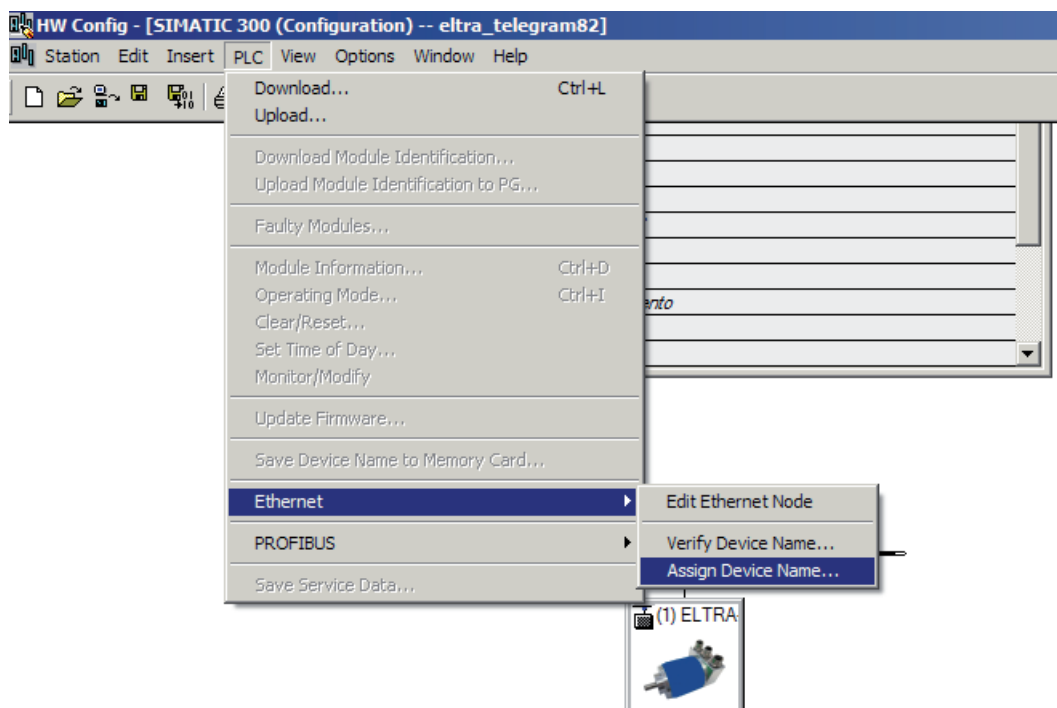 HW Config - [SIMATIC 300 (Configuration) -- eltra_telegram82]
Station Edit Insert PLC View Options Window Help
Download... Ctrl+L
Upload...
Download Module Identification...
Upload Module Identification to PG...
Faulty Modules...
Module Information... Ctrl+D
Operating Mode... Ctrl+I
ento
Clear/Reset...
Set Time of Day...
Monitor/Modify
Update Firmware...
Save Device Name to Memory Card...
Ethernet
Edit Ethernet Node
PROFIBUS
Verify Device Name...
Assign Device Name...
Save Service Data...
(1) ELTRA